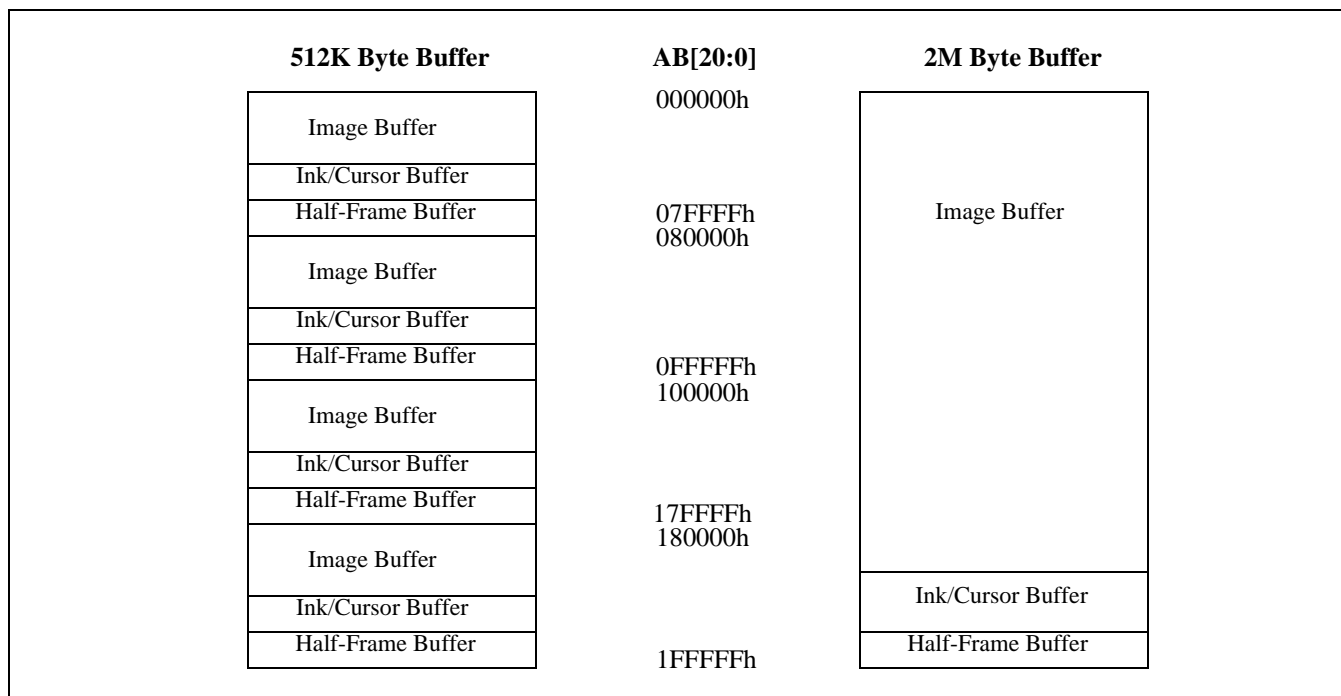 512K Byte Buffer AB[20:0] 2M Byte Buffer
000000h
Image Buffer
Ink/Cursor Buffer
Half-Frame Buffer 07FFFFh Image Buffer
080000h
Image Buffer
Ink/Cursor Buffer
Half-Frame Buffer
0FFFFFh
100000h
Image Buffer
Ink/Cursor Buffer
Half-Frame Buffer
17FFFFh
180000h
Image Buffer
Ink/Cursor Buffer
Ink/Cursor Buffer
Half-Frame Buffer Half-Frame Buffer
1FFFFFh